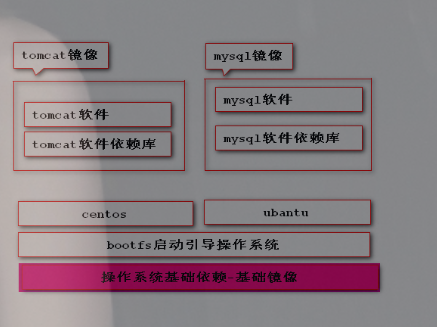 tomcat镜像
mysql镜像
tomcat软件
tomcat软件依赖库
mysql软件
mysql软件依赖库
centos
ubantu
bootfs启动引导操作系统
操作系统基础依赖-基础镜像